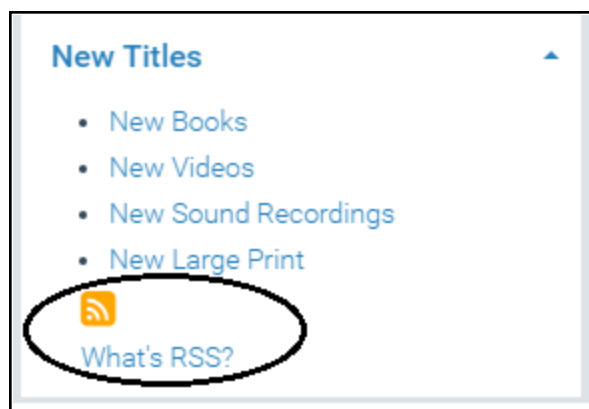 New Titles
New Books
New Videos
New Sound Recordings
New Large Print
What's RSS?